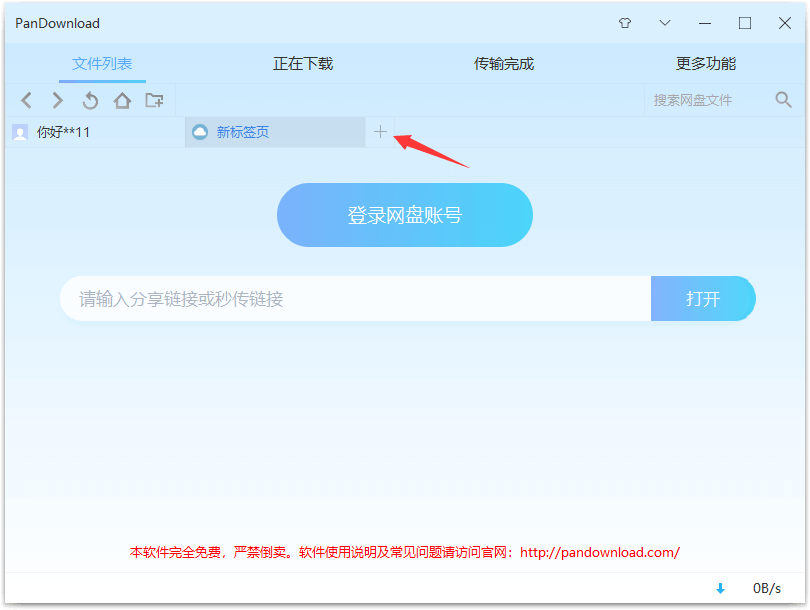 PanDownload
文件列表 正在下载 传输完成 更多功能
搜索网盘文件
你好**11 新标签页
登录网盘账号
请输入分享链接或秒传链接 打开
本软件完全免费，严禁倒卖。软件使用说明及常见问题请访问官网：http://pandownload.com/
0B/s